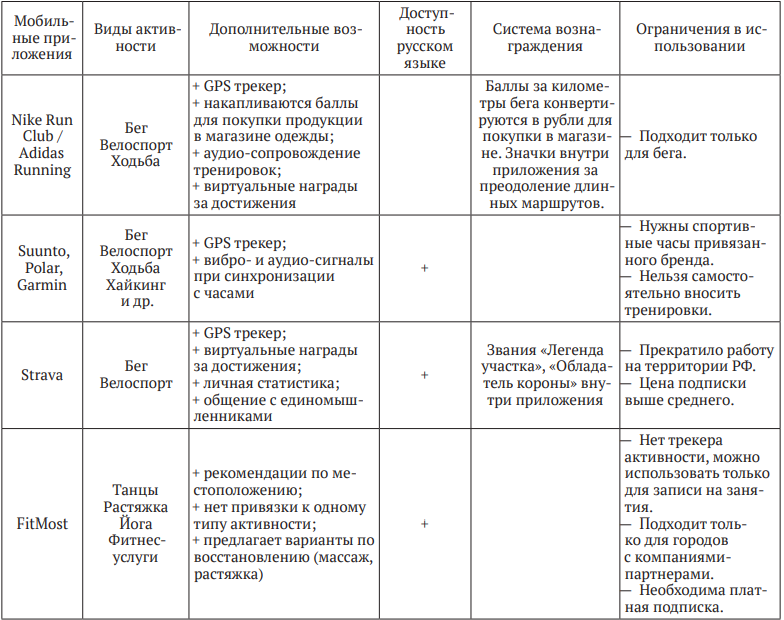 Мобиль-
ные при-
ложения
Виды актив-
ности
Дополнительные воз-
можности
Доступ-
ность
русском
языке
Система возна-
граждения
Ограничения в ис-
пользовании
Nike Run
Club /
Adidas
Running
Бег
Велоспорт
Ходьба
+ GPS трекер;
+ накапливаются баллы
для покупки продукции
в магазине одежды;
+ аудио-сопровождение
тренировок;
+ виртуальные награды
за достижения
Баллы за киломе-
тры бега конверти-
руются в рубли для
покупки в магази-
не. Значки внутри
приложения за
преодоление длин-
ных маршрутов.
— Подходит только
для бега.
Suunto,
Polar,
Garmin
Бег
Велоспорт
Ходьба
Хайкинг
и др.
+ GPS трекер;
+ вибро- и аудио-сигналы
при синхронизации
с часами
+
— Нужны спортив-
ные часы привязан-
ного бренда.
— Нельзя самосто-
ятельно вносить
тренировки.
Strava
Бег
Велоспорт
+ GPS трекер;
+ виртуальные награды
за достижения;
+ личная статистика;
+ общение с единомыш-
ленниками
+
Звания «Легенда
участка», «Облада-
тель короны» вну-
три приложения
— Прекратило работу
на территории РФ.
— Цена подписки
выше среднего.
FitMost
Танцы
Растяжка
Йога
Фитнес-
услуги
+ рекомендации по ме-
стоположению;
+ нет привязки к одному
типу активности;
+ предлагает варианты по
восстановлению (массаж,
растяжка)
+
— Нет трекера
активности, можно
использовать только
для записи на заня-
тия.
— Подходит толь-
ко для городов
с компаниями-
партнерами.
— Необходима плат-
ная подписка.